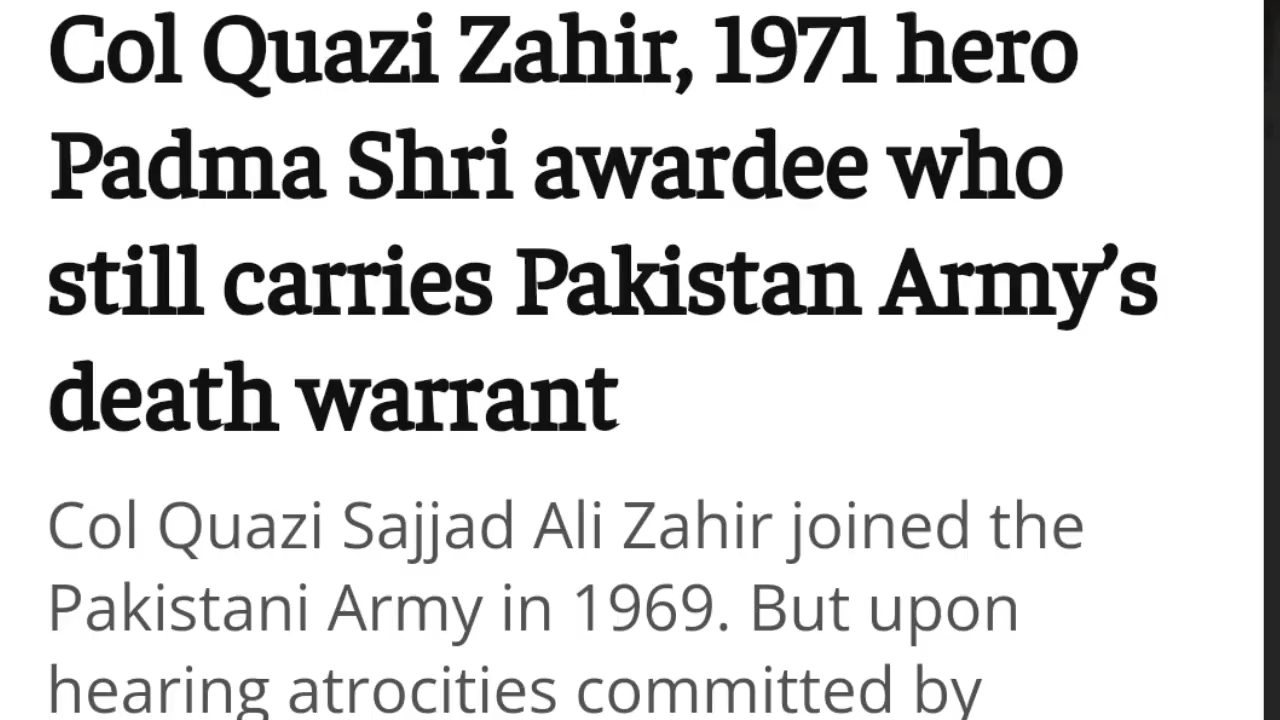 Col Quazi Zahir, 1971 hero
Padma Shri awardee who
still carries Pakistan Army’s
death warrant
Col Quazi Sajjad Ali Zahir joined the
Pakistani Army in 1969. But upon
hearing atrocities committed by